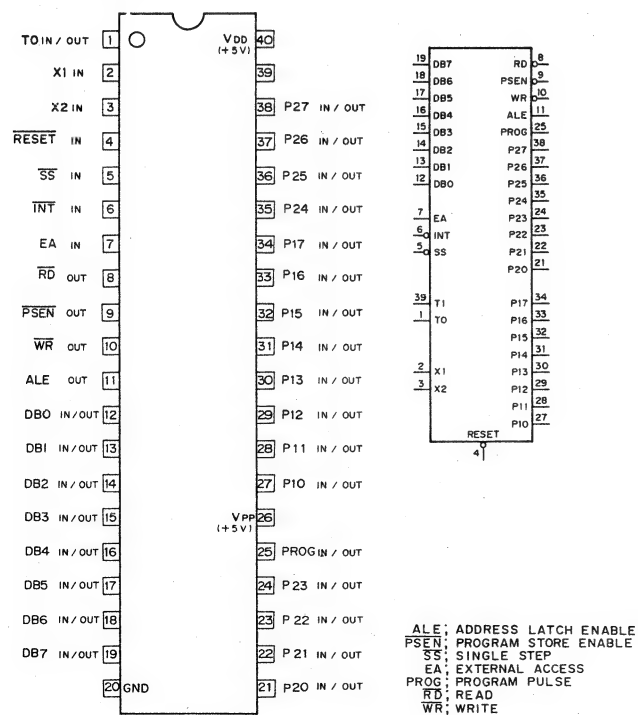 TO IN / OUT 1
X1 IN 2
X2 IN 3
RESET IN 4
SS IN 5
INT IN 6
EA IN 7
RD OUT 8
PSEN OUT 9
WR OUT 10
ALE OUT 11
DB0 IN/OUT 12
DB1 IN/OUT 13
DB2 IN/OUT 14
DB3 IN/OUT 15
DB4 IN/OUT 16
DB5 IN/OUT 17
DB6 IN/OUT 18
DB7 IN/OUT 19
20 GND
VDD 40
(+5V)
39
38 P27 IN / OUT
37 P26 IN / OUT
36 P25 IN / OUT
35 P24 IN / OUT
34 P17 IN / OUT
33 P16 IN / OUT
32 P15 IN / OUT
31 P14 IN / OUT
30 P13 IN / OUT
29 P12 IN / OUT
28 P11 IN / OUT
27 P10 IN / OUT
VPP 26
(+5V)
25 PROG IN / OUT
24 P23 IN / OUT
23 P22 IN / OUT
22 P21 IN / OUT
21 P20 IN / OUT
19 DB7
18 DB6
17 DB5
16 DB4
15 DB3
14 DB2
13 DB1
12 DB0
7 EA
6 INT
5 SS
39 T1
1 T0
2 X1
3 X2
RD 8
PSEN 9
WR 10
ALE 11
PROG 25
P27 38
P26 37
P25 36
P24 35
P23 24
P22 23
P21 22
P20 21
P17 34
P16 33
P15 32
P14 31
P13 30
P12 29
P11 28
P10 27
RESET
4
ALE; ADDRESS LATCH ENABLE
PSEN; PROGRAM STORE ENABLE
SS; SINGLE STEP
EA; EXTERNAL ACCESS
PROG; PROGRAM PULSE
RD; READ
WR; WRITE